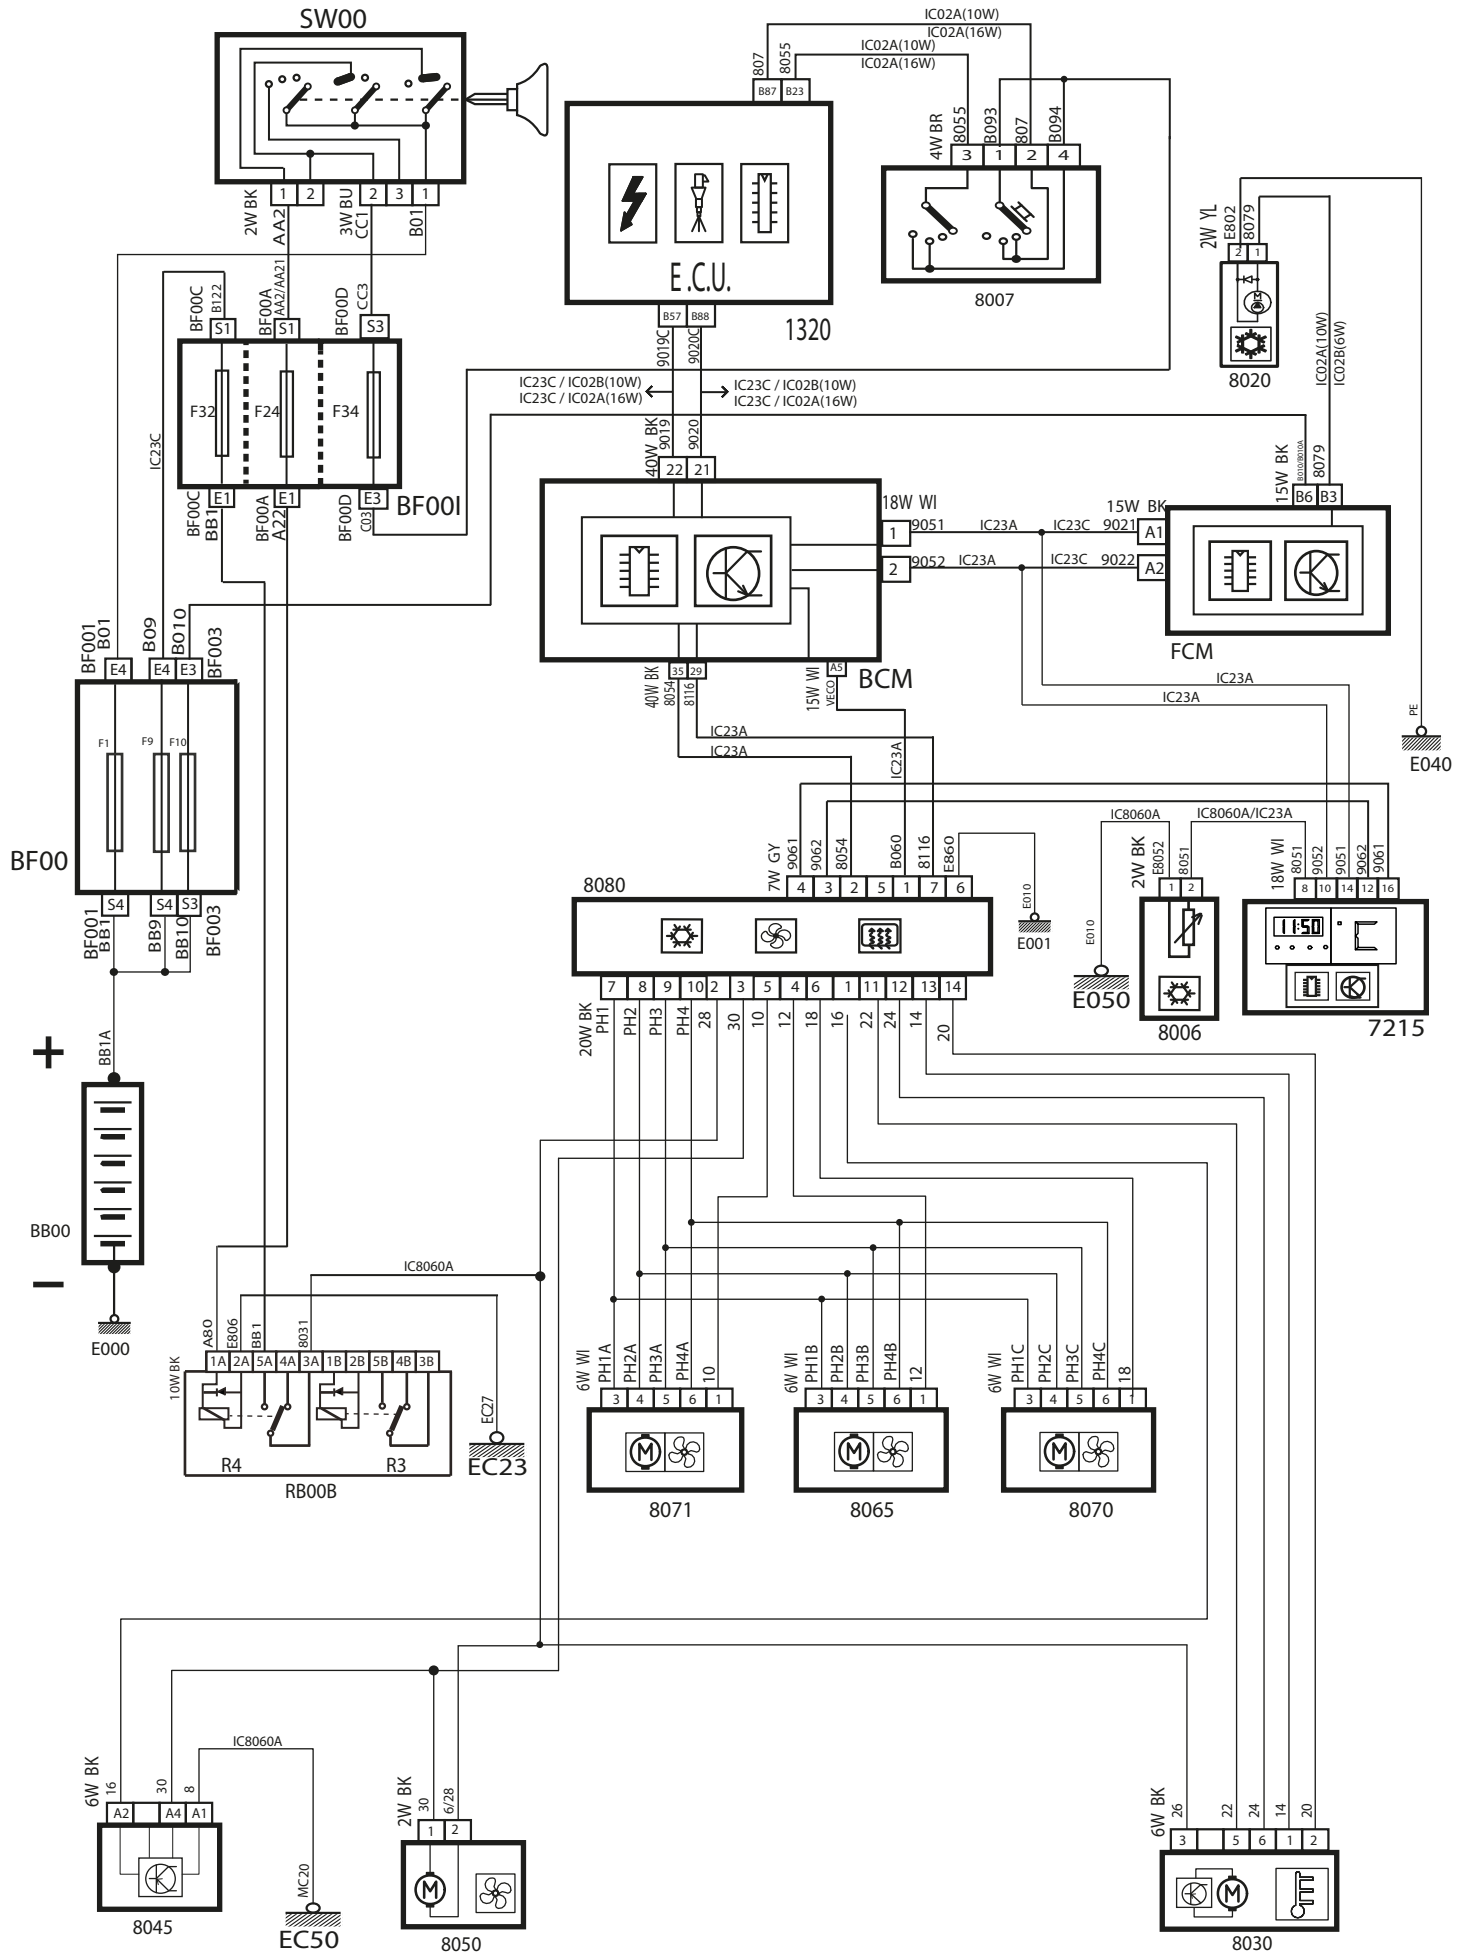 SW00
IC02A(10W)
IC02A(16W)
IC02A(10W)
IC02A(16W)
807
8055
B87 B23
4W BR
8055
B093
807
B094
3 1 2 4
8007
1 2
2 3 1
2W BK
AA2
3W BU
CC1
B01
E.C.U.
1320
B57 B88
9019C
9020C
IC23C / IC02B(10W)
IC23C / IC02A(16W)
IC23C / IC02B(10W)
IC23C / IC02A(16W)
2W YL
E802
8079
2 1
M
8020
IC02A(10W)
IC02B(6W)
BF00C
B122
BF00A
AA2/AA21
BF00D
CC3
S1 S1 S3
F32
F24
F34
IC23C
E1 E1 E3
BF00C
BB1
BF00A
A22
BF00D
C03
BF00I
40W BK
9019
9020
22 21
18W WI
1 9051 IC23A IC23C 9021 A1
2 9052 IC23A IC23C 9022 A2
15W BK
15W BK
B010/B010A
8079
B6 B3
FCM
BCM
35 29
A5
40W BK
8054
8116
15W WI
VECO
IC23A
IC23A
IC23A
IC23A
IC23A
PE
E040
BF001
B01
B09
B010
BF003
E4 E4 E3
F1
F9
F10
BF00
S4 S4 S3
BF001
BB1
BB9
BB10
BF003
BB1A
+
BB00
−
E000
7W GY
9061
9062
8054
B060
8116
E860
4 3 2 5 1 7 6
8080
E010
E001
IC8060A
IC8060A/IC23A
2W BK
E8052
8051
1 2
E010
E050
8006
18W WI
8051
9052
9051
9062
9061
8 10 14 12 16
11:50
7215
7 8 9 10 2 3 5 4 6 1 11 12 13 14
20W BK
PH1
PH2
PH3
PH4
28
30
10
12
18
16
22
24
14
20
IC8060A
10W BK
A80
E806
BB1
8031
1A 2A 5A 4A 3A 1B 2B 5B 4B 3B
R4
R3
RB00B
EC27
EC23
6W WI
PH1A
PH2A
PH3A
PH4A
10
3 4 5 6 1
M
8071
6W WI
PH1B
PH2B
PH3B
PH4B
12
3 4 5 6 1
M
8065
6W WI
PH1C
PH2C
PH3C
PH4C
18
3 4 5 6 1
M
8070
6W BK
16
30
8
A2 A4 A1
IC8060A
MC20
8045
EC50
2W BK
30
6/28
1 2
M
8050
6W BK
26
22
24
14
20
3 5 6 1 2
M
8030